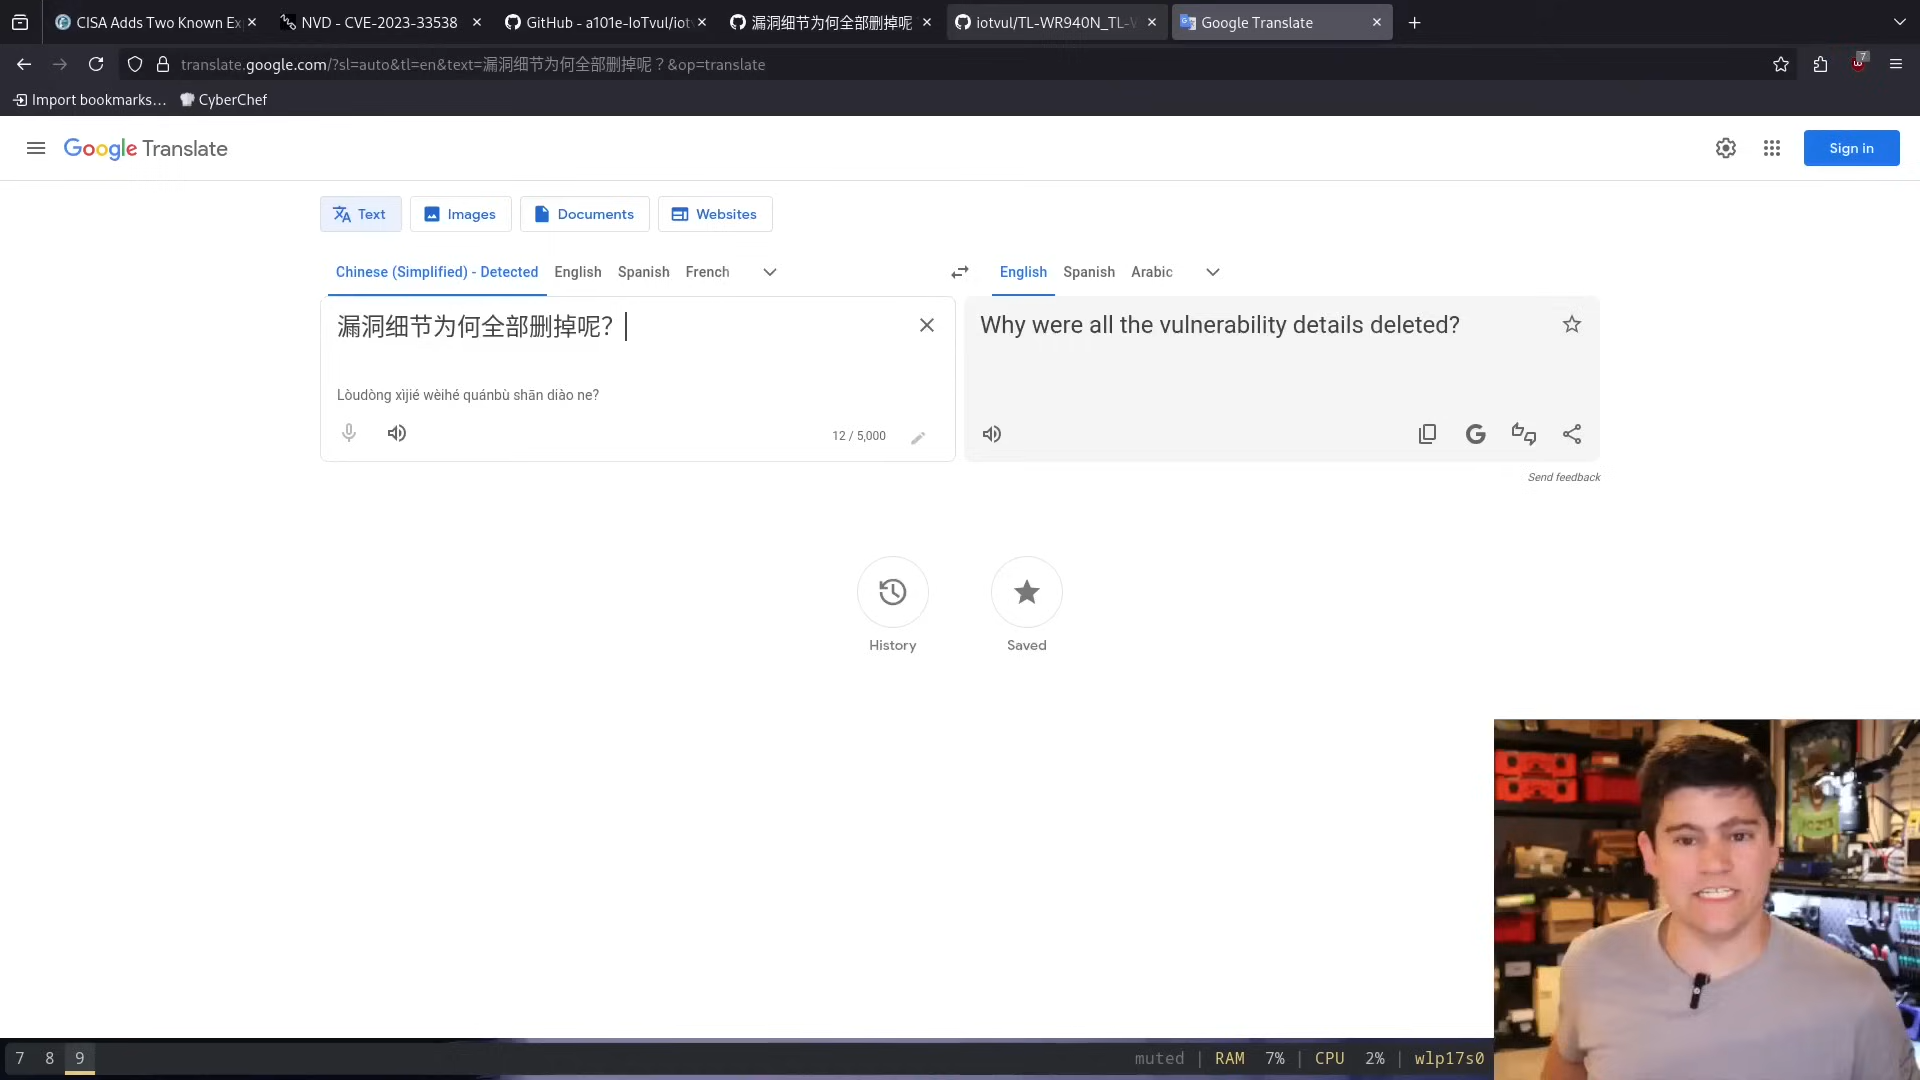 CISA Adds Two Known Ex
NVD - CVE-2023-33538
GitHub - a101e-IoTvul/iotv
漏洞细节为何全部删掉呢
iotvul/TL-WR940N_TL-V
Google Translate
translate.google.com/?sl=auto&tl=en&text=漏洞细节为何全部删掉呢？&op=translate
7
Import bookmarks...
CyberChef
Google Translate
Sign in
Text
Images
Documents
Websites
Chinese (Simplified) - Detected
English
Spanish
French
English
Spanish
Arabic
漏洞细节为何全部删掉呢？
Why were all the vulnerability details deleted?
Lòudòng xìjié wèihé quánbù shān diào ne?
12 / 5,000
Send feedback
History
Saved
7 8 9
muted | RAM 7% | CPU 2% | wlp17s0